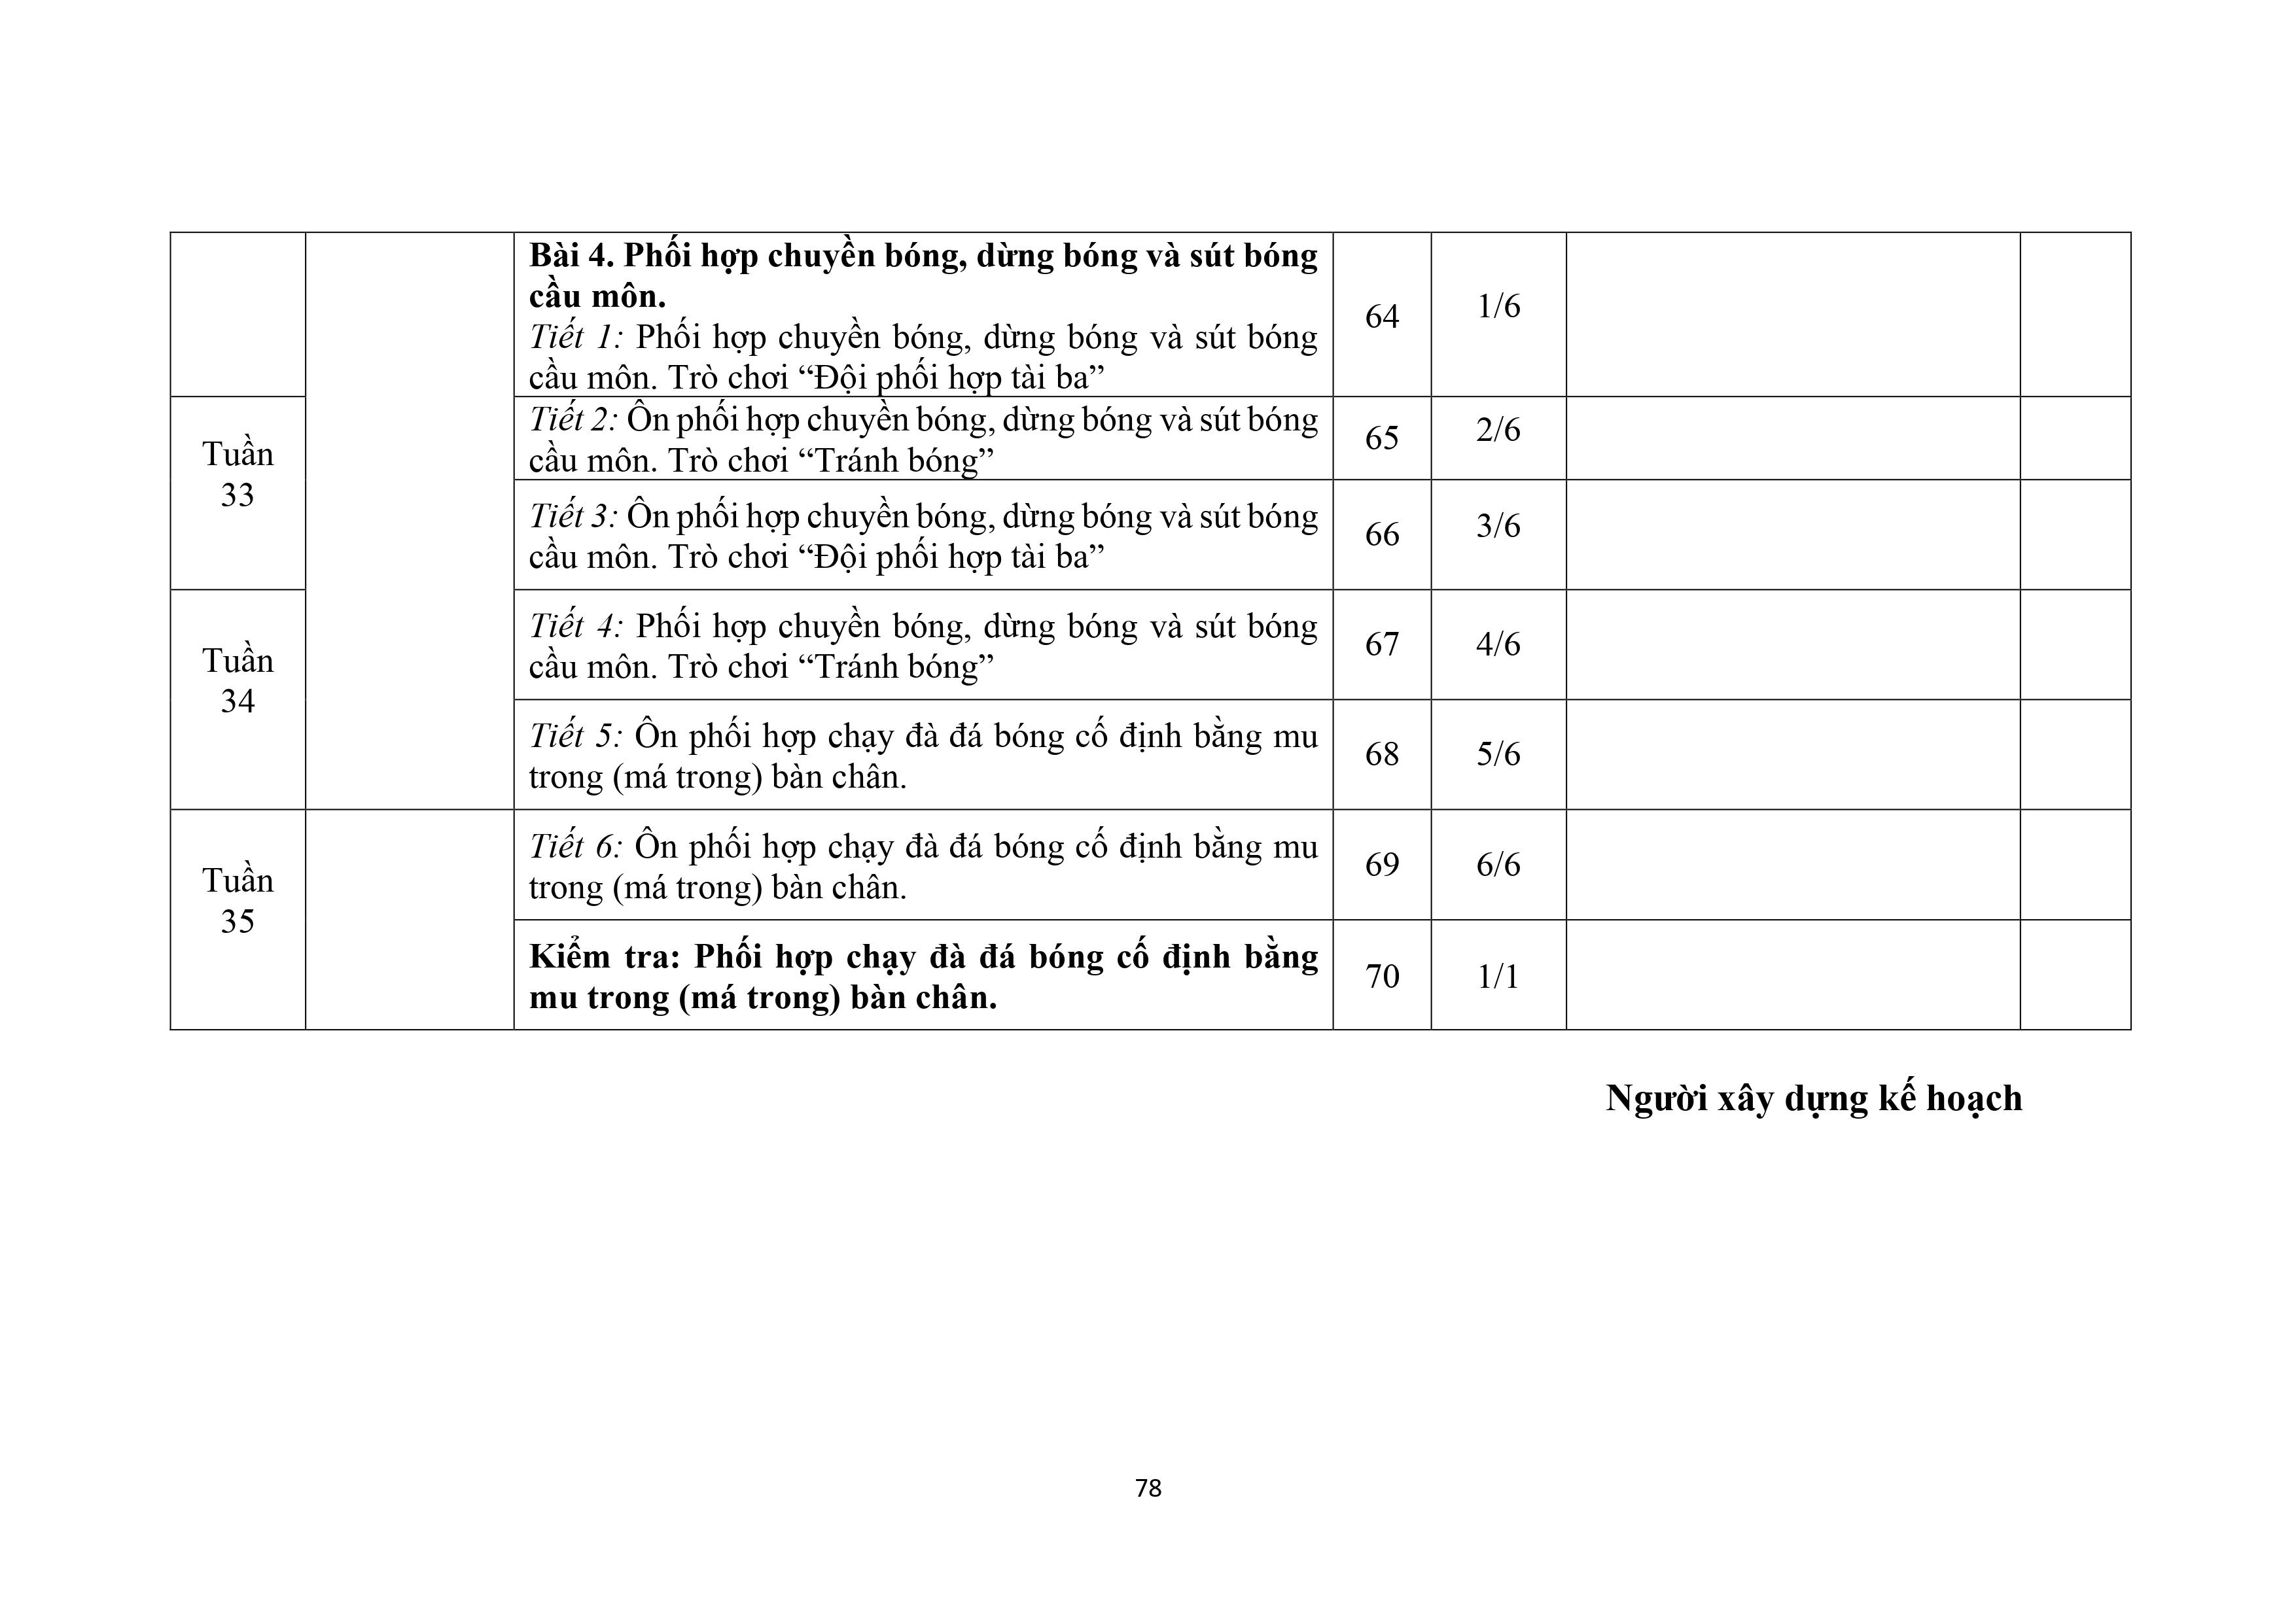 Bài 4. Phối hợp chuyền bóng, dừng bóng và sút bóng
cầu môn.
Tiết 1: Phối hợp chuyền bóng, dừng bóng và sút bóng
cầu môn. Trò chơi “Đội phối hợp tài ba”
64
1/6
Tuần
33
Tiết 2: Ôn phối hợp chuyền bóng, dừng bóng và sút bóng
cầu môn. Trò chơi “Tránh bóng”
65
2/6
Tiết 3: Ôn phối hợp chuyền bóng, dừng bóng và sút bóng
cầu môn. Trò chơi “Đội phối hợp tài ba”
66
3/6
Tuần
34
Tiết 4: Phối hợp chuyền bóng, dừng bóng và sút bóng
cầu môn. Trò chơi “Tránh bóng”
67
4/6
Tiết 5: Ôn phối hợp chạy đà đá bóng cố định bằng mu
trong (má trong) bàn chân.
68
5/6
Tuần
35
Tiết 6: Ôn phối hợp chạy đà đá bóng cố định bằng mu
trong (má trong) bàn chân.
69
6/6
Kiểm tra: Phối hợp chạy đà đá bóng cố định bằng
mu trong (má trong) bàn chân.
70
1/1
Người xây dựng kế hoạch
78